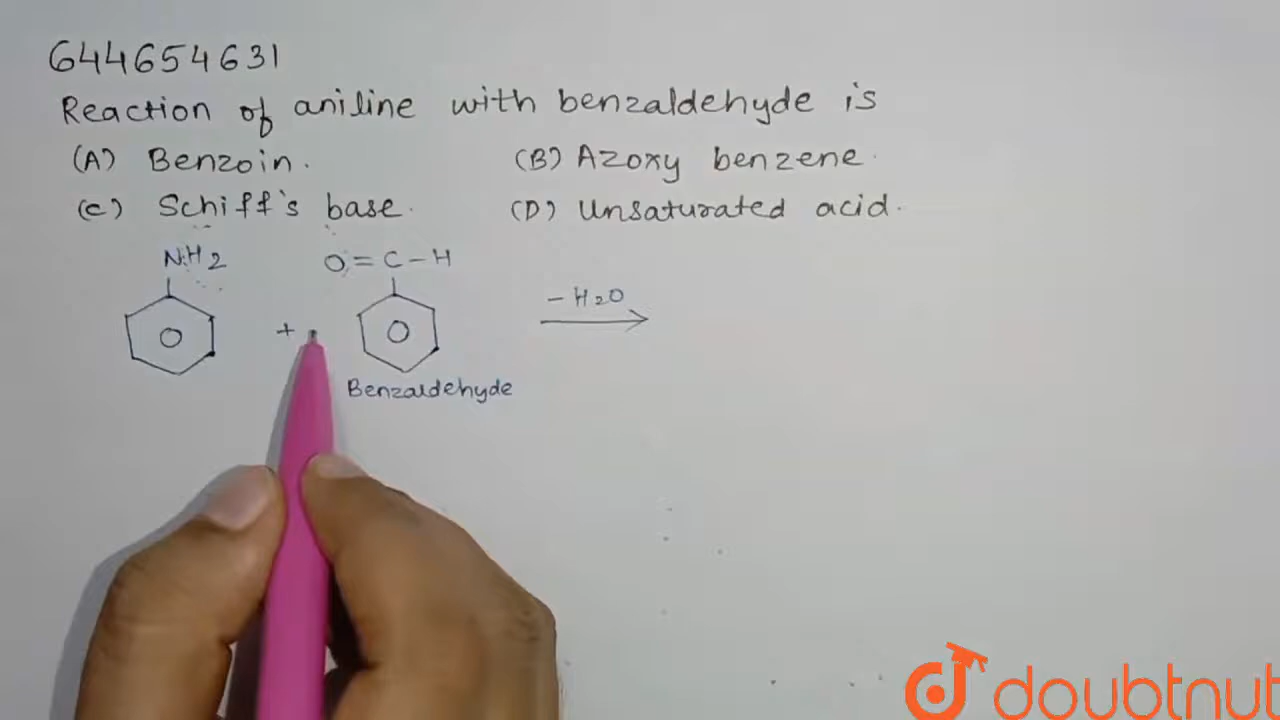 644654631
Reaction of aniline with benzaldehyde is
(A) Benzoin. (B) Azoxy benzene.
(C) Schiff's base. (D) Unsaturated acid.
NH2 O=C-H
+ -H2O
Benzaldehyde
doubtnut